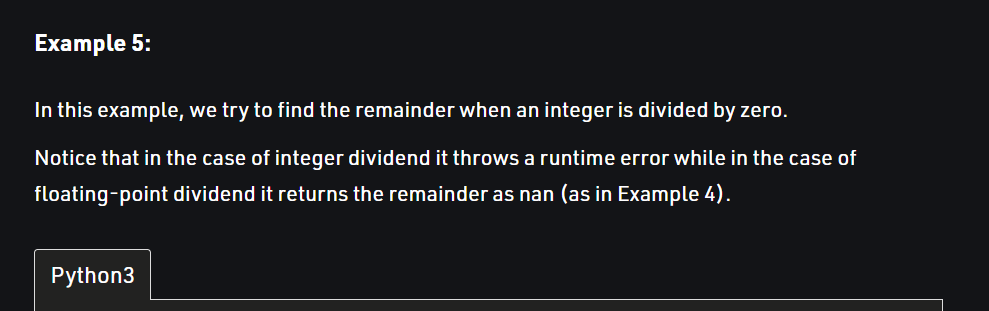 Example 5:
In this example, we try to find the remainder when an integer is divided by zero.
Notice that in the case of integer dividend it throws a runtime error while in the case of
floating-point dividend it returns the remainder as nan (as in Example 4).
Python3